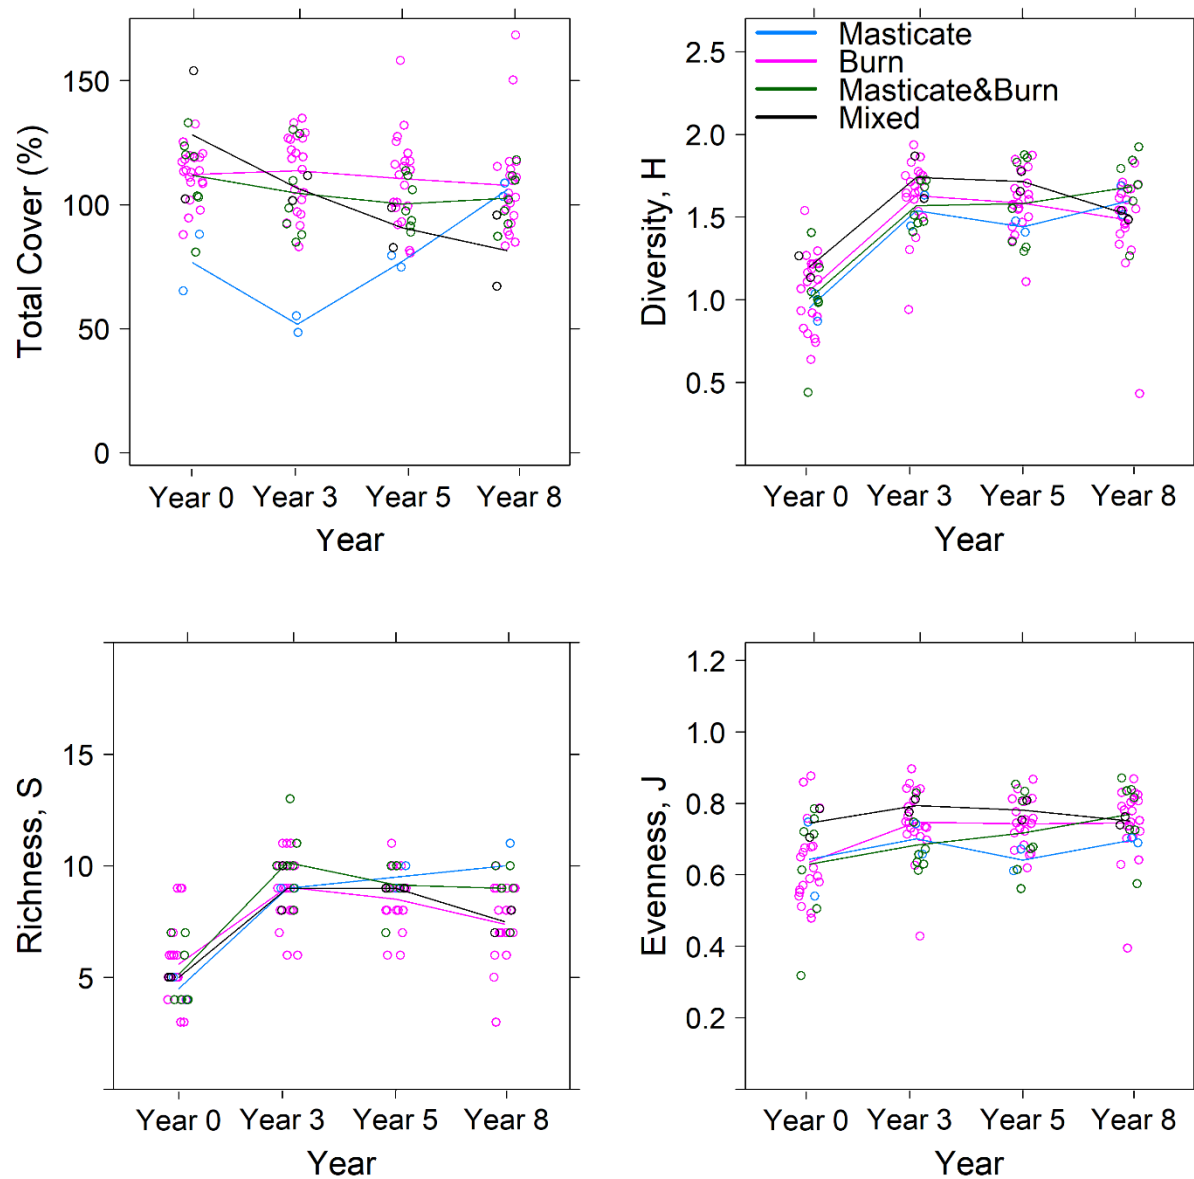 Total Cover (%)
150
100
50
0
Year 0 Year 3 Year 5 Year 8
Year
Diversity, H
2.5
2.0
1.5
1.0
0.5
Masticate
Burn
Masticate&Burn
Mixed
Year 0 Year 3 Year 5 Year 8
Year
Richness, S
15
10
5
Year 0 Year 3 Year 5 Year 8
Year
Evenness, J
1.2
1.0
0.8
0.6
0.4
0.2
Year 0 Year 3 Year 5 Year 8
Year